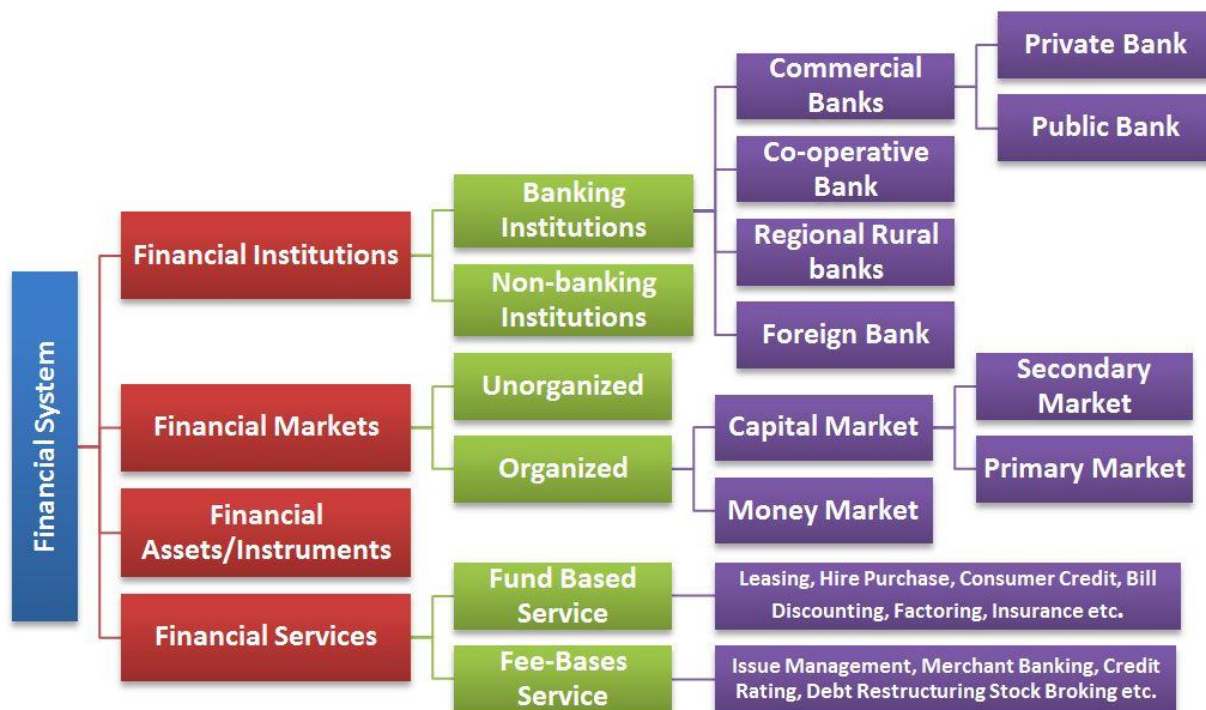 Financial System
Financial Institutions
Banking
Institutions
Non-banking
Institutions
Commercial
Banks
Private Bank
Public Bank
Co-operative
Bank
Regional Rural
banks
Foreign Bank
Financial Markets
Unorganized
Organized
Capital Market
Secondary
Market
Primary Market
Money Market
Financial
Assets/Instruments
Financial Services
Fund Based
Service
Leasing, Hire Purchase, Consumer Credit, Bill
Discounting, Factoring, Insurance etc.
Fee-Bases
Service
Issue Management, Merchant Banking, Credit
Rating, Debt Restructuring Stock Broking etc.